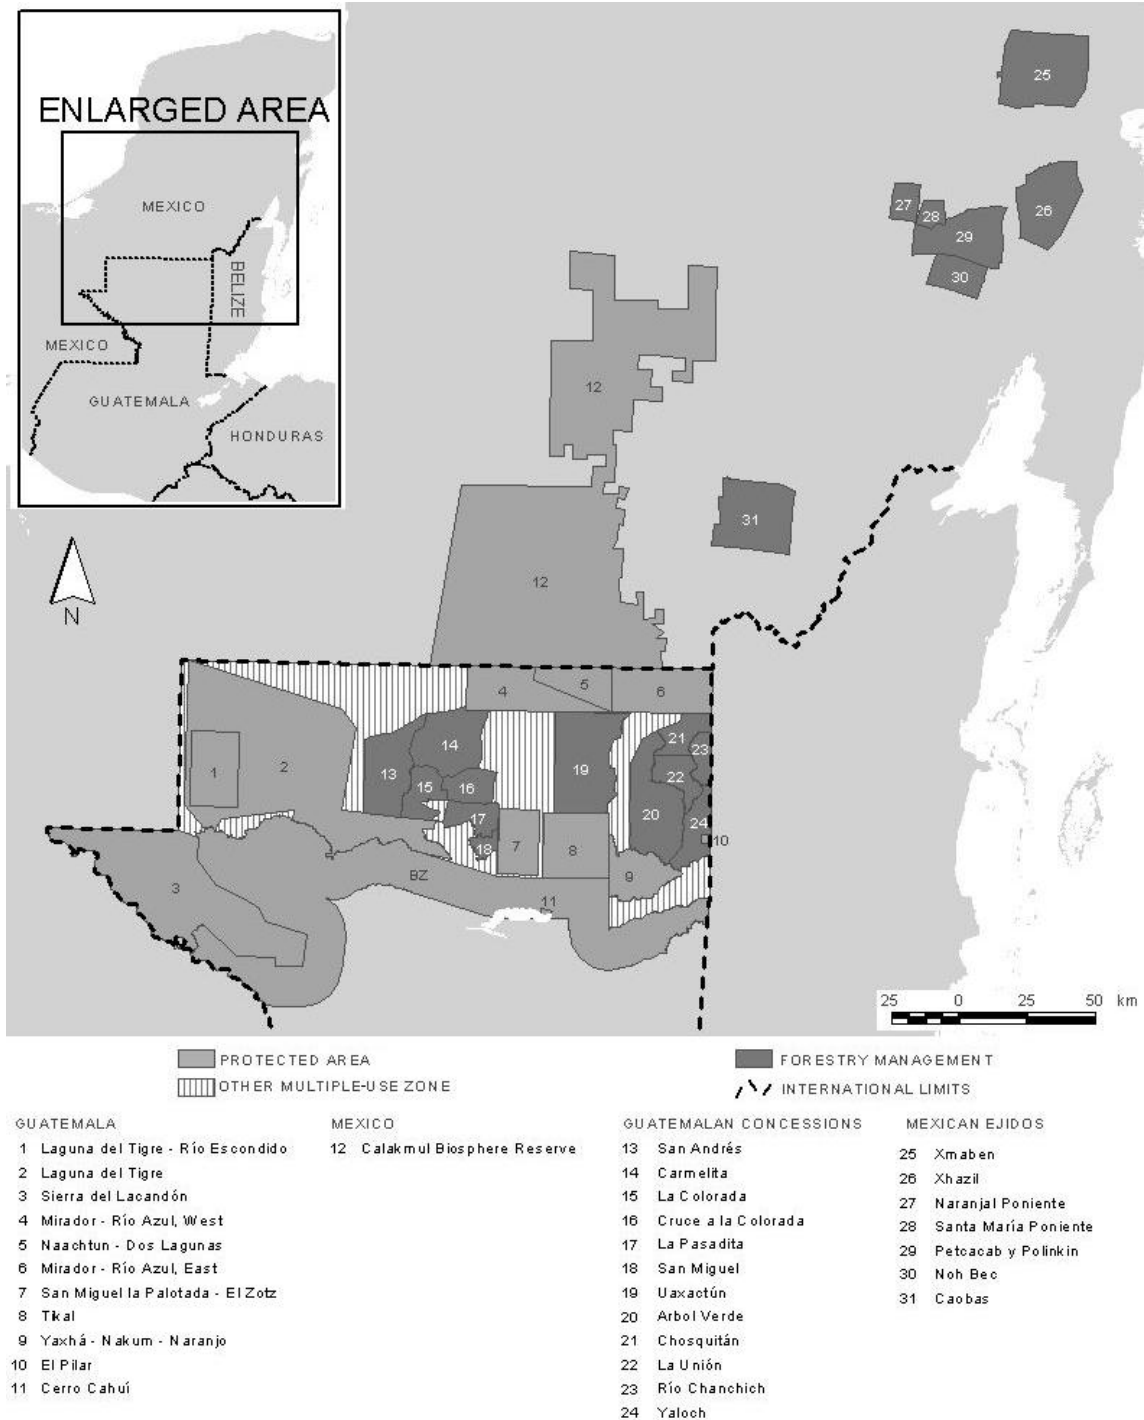 ENLARGED AREA
MEXICO
BELIZE
MEXICO
GUATEMALA
HONDURAS
N
25
26
27
28
29
30
12
31
12
4
5
6
1
2
13
14
15
16
17
18
19
20
21
22
23
24
10
7
8
9
3
BZ
11
25 0 25 50 km
PROTECTED AREA
OTHER MULTIPLE-USE ZONE
FORESTRY MANAGEMENT
INTERNATIONAL LIMITS
GUATEMALA
1 Laguna del Tigre - Río Escondido
2 Laguna del Tigre
3 Sierra del Lacandón
4 Mirador - Río Azul, West
5 Naachtun - Dos Lagunas
6 Mirador - Río Azul, East
7 San Miguel la Palotada - El Zotz
8 Tikal
9 Yaxhá - Nakum - Naranjo
10 El Pilar
11 Cerro Cahuí
MEXICO
12 Calakmul Biosphere Reserve
GUATEMALAN CONCESSIONS
13 San Andrés
14 Carmelita
15 La Colorada
16 Cruce a la Colorada
17 La Pasadita
18 San Miguel
19 Uaxactún
20 Arbol Verde
21 Chosquitán
22 La Unión
23 Río Chanchich
24 Yaloch
MEXICAN EJIDOS
25 Xmaben
26 Xhazil
27 Naranjal Poniente
28 Santa María Poniente
29 Petcacab y Polinkin
30 Noh Bec
31 Caobas